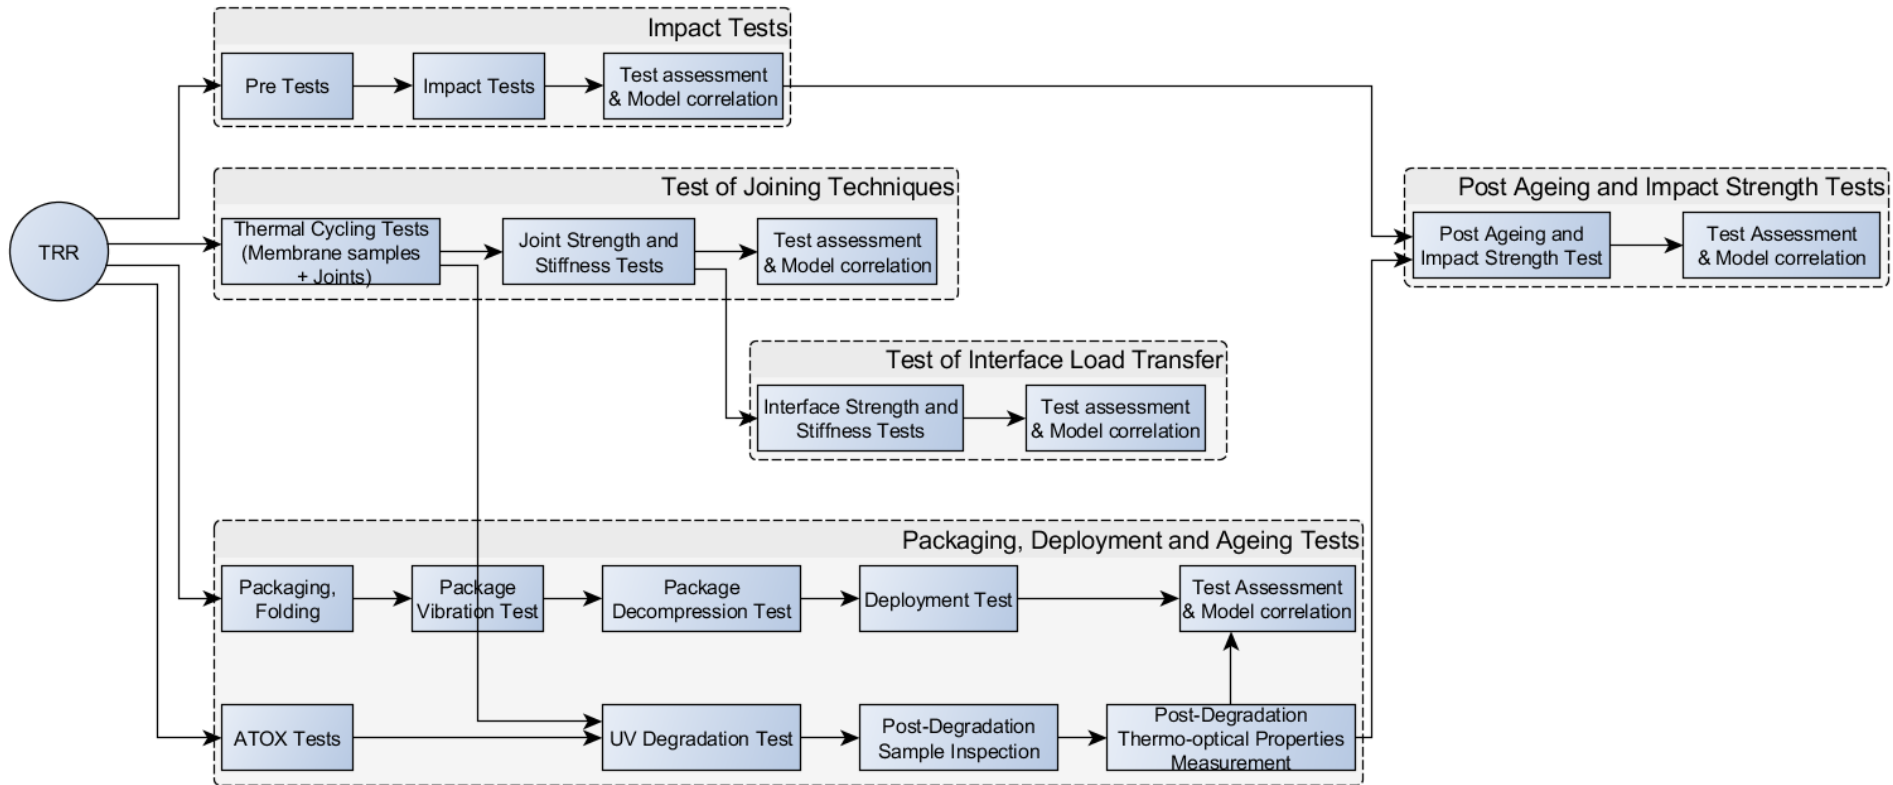 Impact Tests
Pre Tests
Impact Tests
Test assessment
& Model correlation
TRR
Test of Joining Techniques
Thermal Cycling Tests
(Membrane samples
+ Joints)
Joint Strength and
Stiffness Tests
Test assessment
& Model correlation
Post Ageing and Impact Strength Tests
Post Ageing and
Impact Strength Test
Test Assessment
& Model correlation
Test of Interface Load Transfer
Interface Strength and
Stiffness Tests
Test assessment
& Model correlation
Packaging, Deployment and Ageing Tests
Packaging,
Folding
Package
Vibration Test
Package
Decompression Test
Deployment Test
Test Assessment
& Model correlation
ATOX Tests
UV Degradation Test
Post-Degradation
Sample Inspection
Post-Degradation
Thermo-optical Properties
Measurement